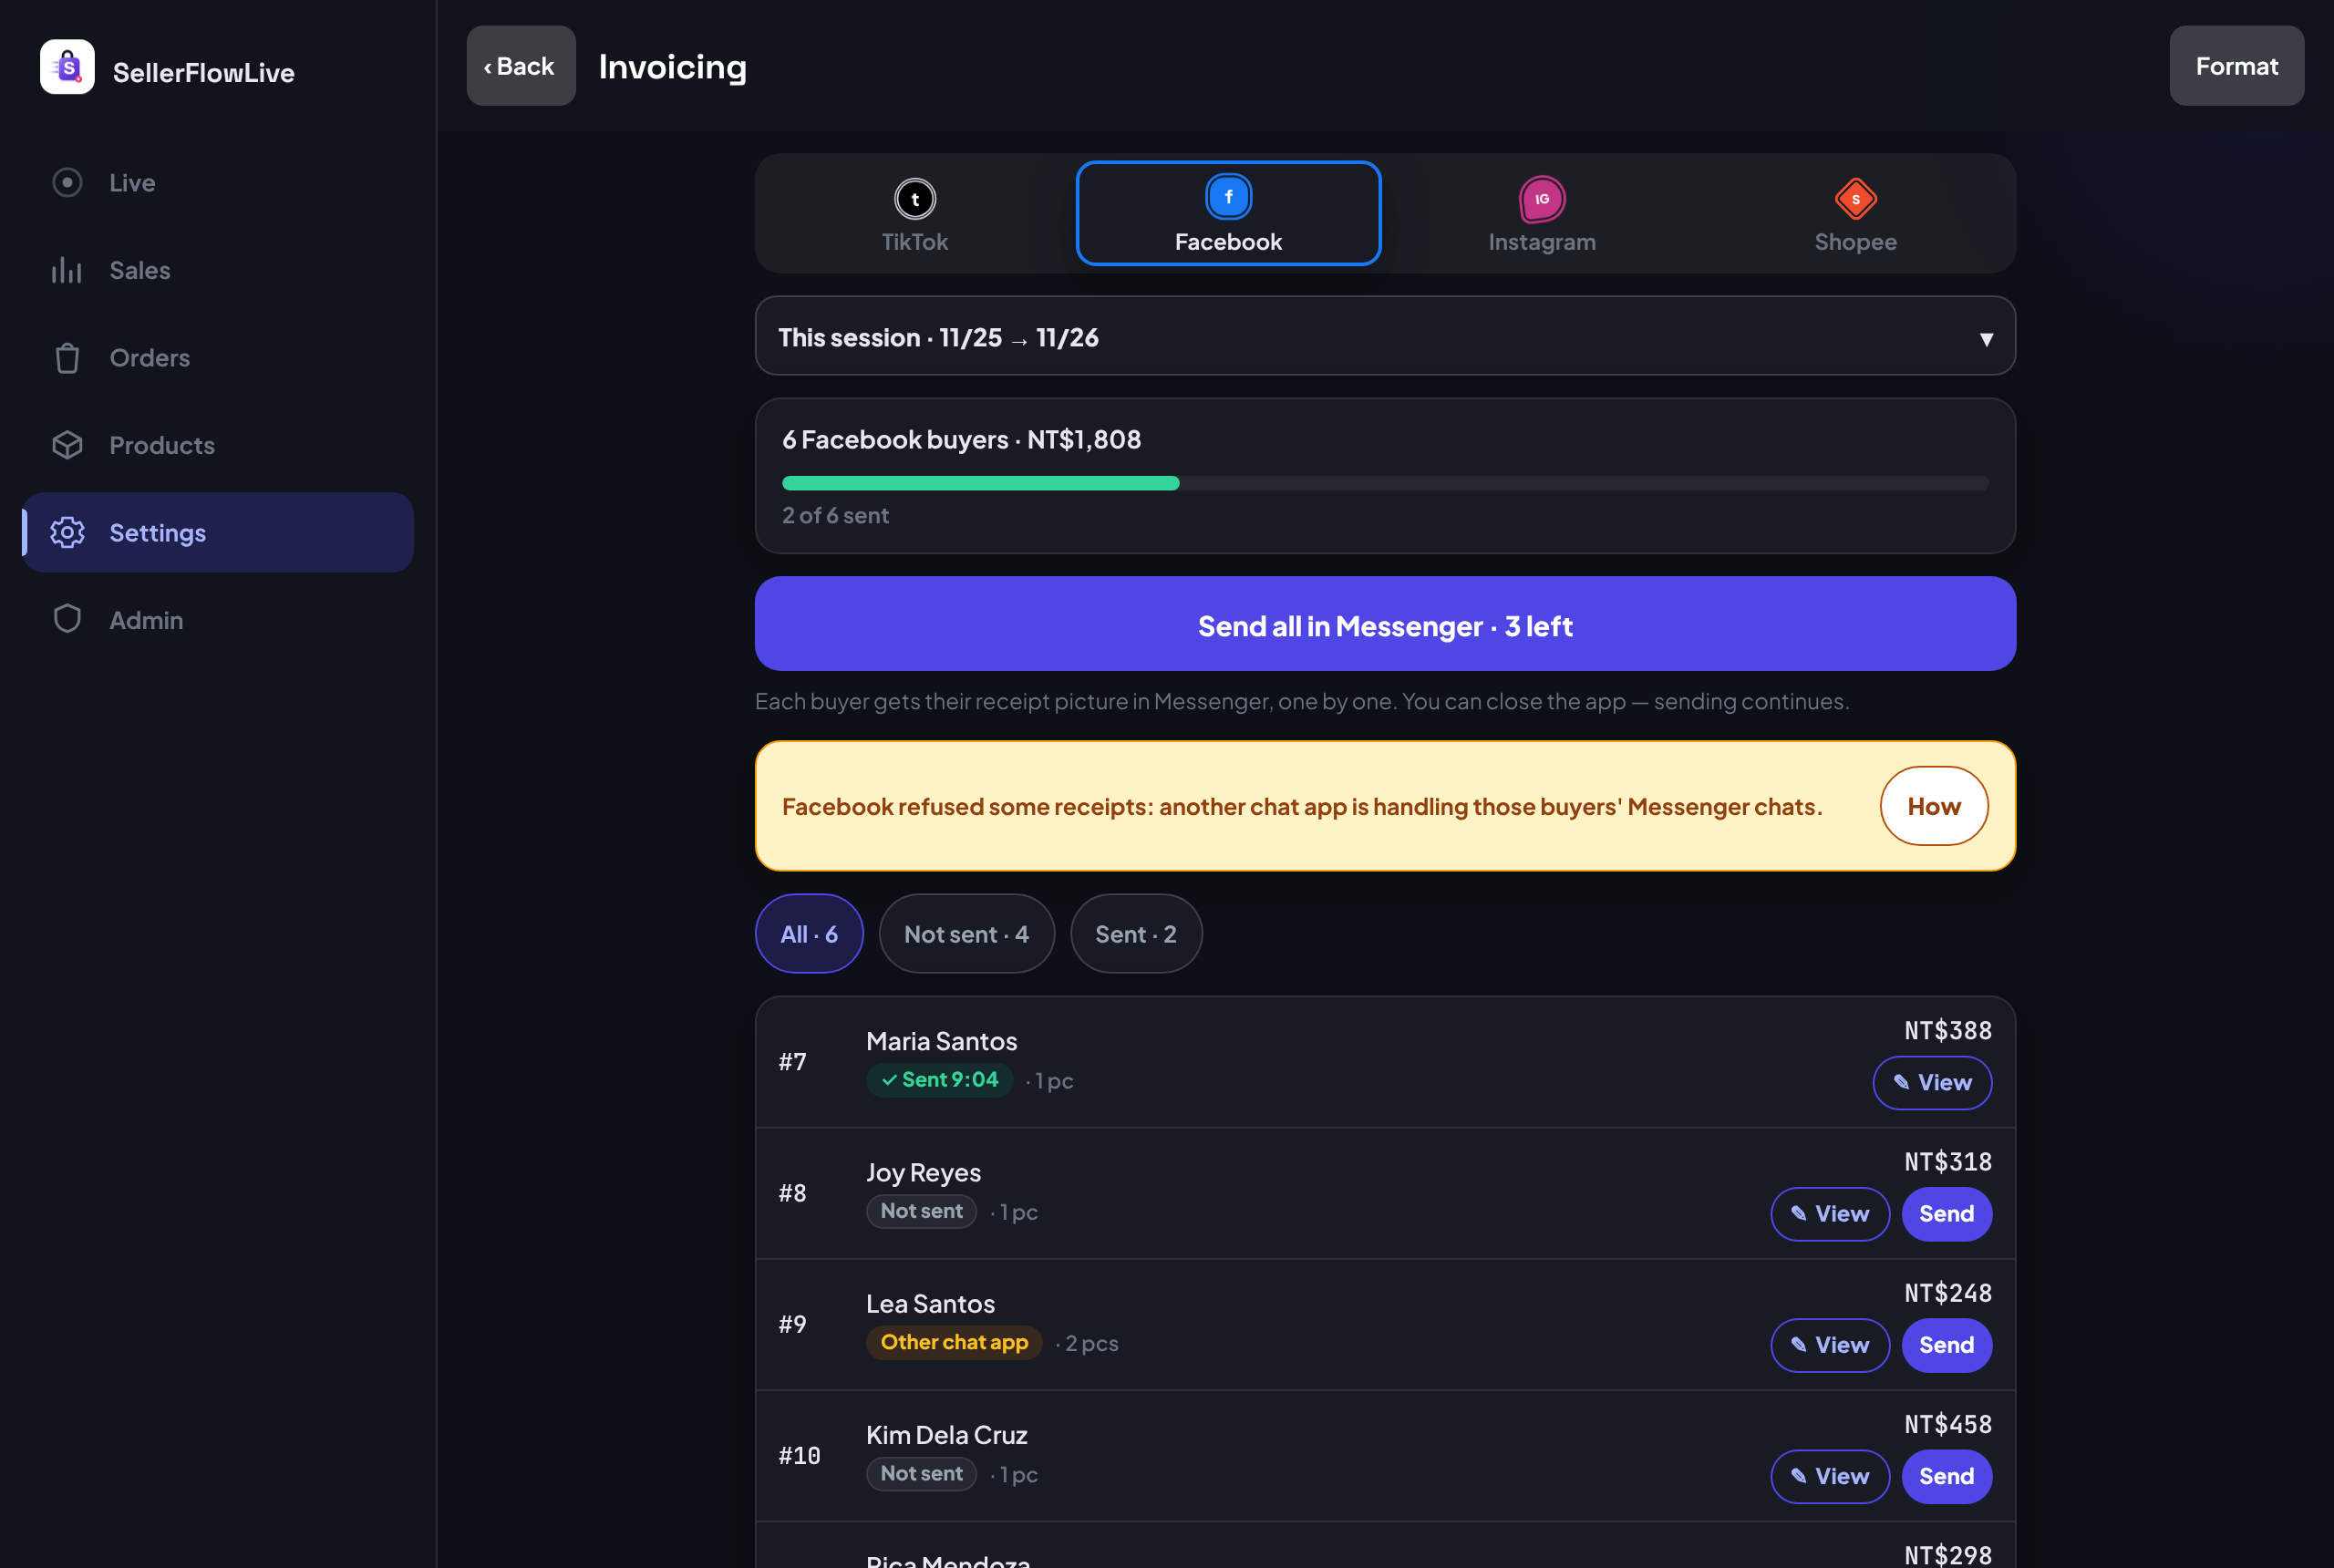 SellerFlowLive
Live
Sales
Orders
Products
Settings
Admin
‹ Back
Invoicing
Format
t
TikTok
f
Facebook
IG
Instagram
S
Shopee
This session · 11/25 → 11/26
6 Facebook buyers · NT$1,808
2 of 6 sent
Send all in Messenger · 3 left
Each buyer gets their receipt picture in Messenger, one by one. You can close the app — sending continues.
Facebook refused some receipts: another chat app is handling those buyers' Messenger chats.
How
All · 6
Not sent · 4
Sent · 2
#7
Maria Santos
✓ Sent 9:04 · 1 pc
NT$388
✎ View
#8
Joy Reyes
Not sent · 1 pc
NT$318
✎ View
Send
#9
Lea Santos
Other chat app · 2 pcs
NT$248
✎ View
Send
#10
Kim Dela Cruz
Not sent · 1 pc
NT$458
✎ View
Send
Rica Mendoza
NT$298